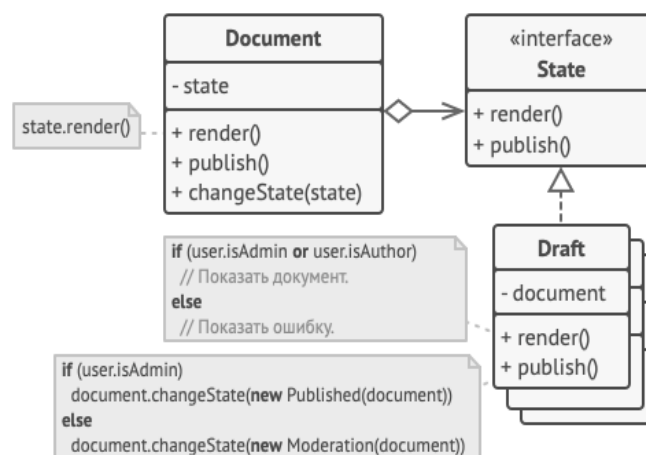 Document
- state
+ render()
+ publish()
+ changeState(state)
state.render()
«interface»
State
+ render()
+ publish()
Draft
- document
+ render()
+ publish()
if (user.isAdmin or user.isAuthor)
// Показать документ.
else
// Показать ошибку.
if (user.isAdmin)
document.changeState(new Published(document))
else
document.changeState(new Moderation(document))